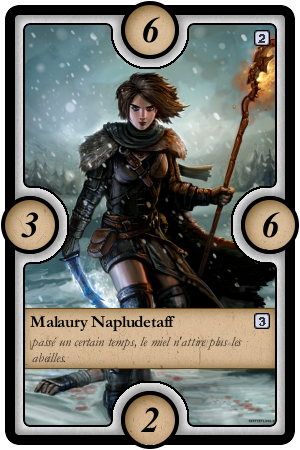 6
2
3
6
Malaury Napludetaff
3
passé un certain temps, le miel n'attire plus les
abeilles.
2